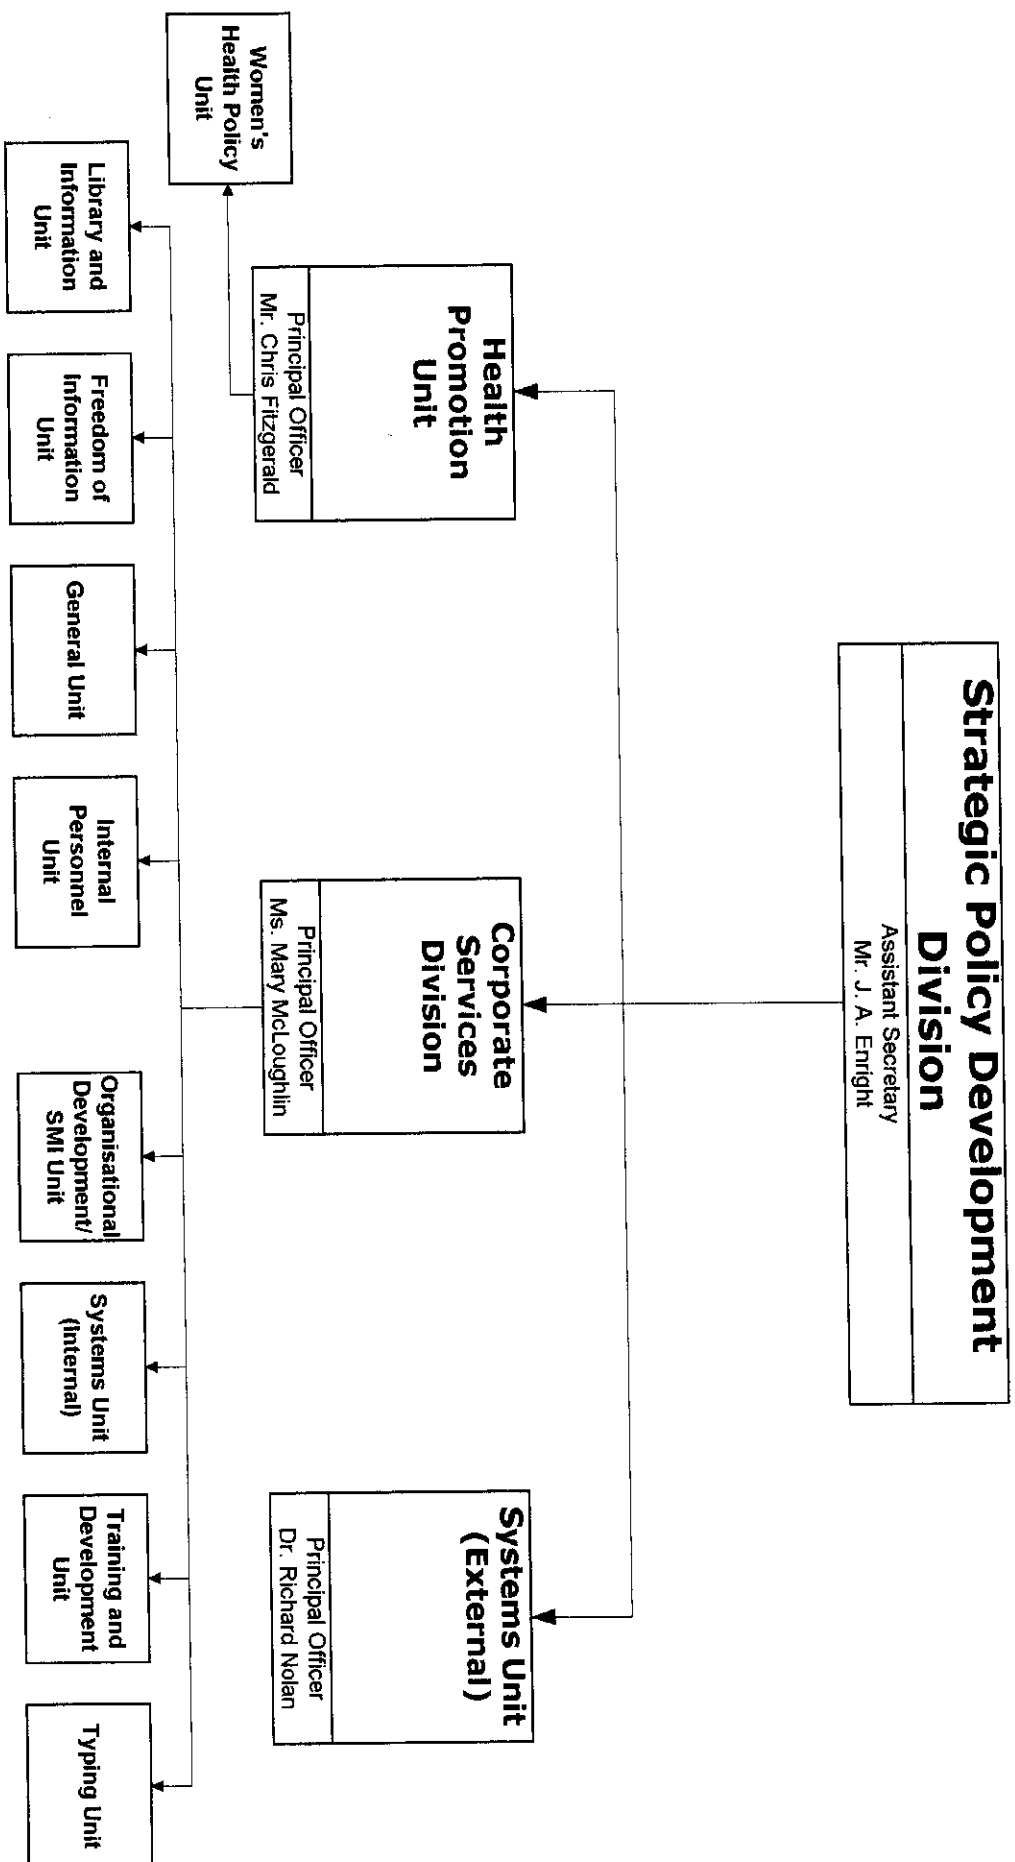 Strategic Policy Development
Division
Assistant Secretary
Mr. J. A. Enright
Health
Promotion
Unit
Principal Officer
Mr. Chris Fitzgerald
Corporate
Services
Division
Principal Officer
Ms. Mary McLoughlin
Systems Unit
(External)
Principal Officer
Dr. Richard Nolan
Women's
Health Policy
Unit
Library and
Information
Unit
Freedom of
Information
Unit
General Unit
Internal
Personnel
Unit
Organisational
Development/
SMI Unit
Systems Unit
(Internal)
Training and
Development
Unit
Typing Unit